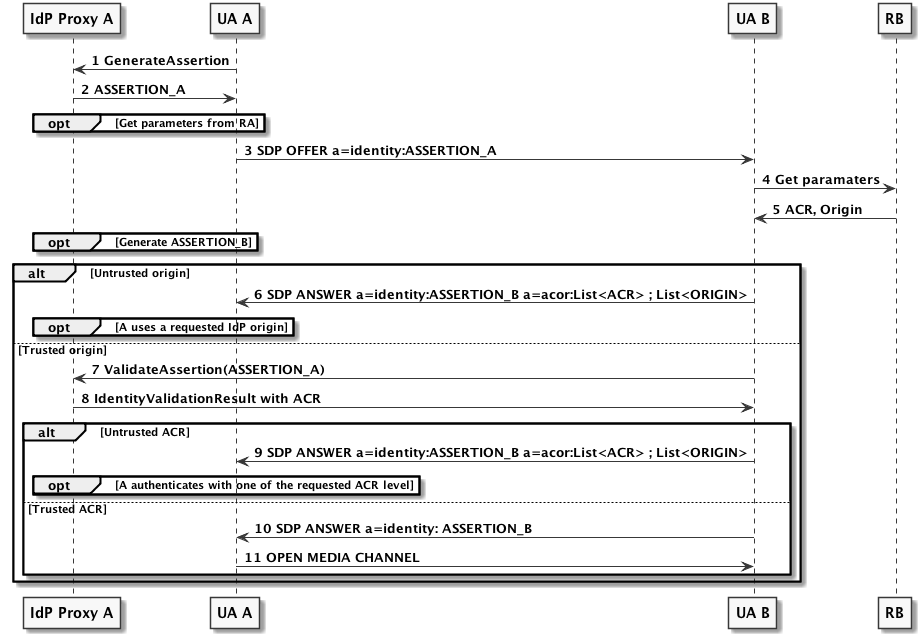 IdP Proxy A UA A UA B RB
1 GenerateAssertion
2 ASSERTION_A
opt [Get parameters from RA]
3 SDP OFFER a=identity:ASSERTION_A
4 Get paramaters
5 ACR, Origin
opt [Generate ASSERTION_B]
alt [Untrusted origin]
6 SDP ANSWER a=identity:ASSERTION_B a=acor:List<ACR> ; List<ORIGIN>
opt [A uses a requested IdP origin]
[Trusted origin]
7 ValidateAssertion(ASSERTION_A)
8 IdentityValidationResult with ACR
alt [Untrusted ACR]
9 SDP ANSWER a=identity:ASSERTION_B a=acor:List<ACR> ; List<ORIGIN>
opt [A authenticates with one of the requested ACR level]
[Trusted ACR]
10 SDP ANSWER a=identity: ASSERTION_B
11 OPEN MEDIA CHANNEL
IdP Proxy A UA A UA B RB